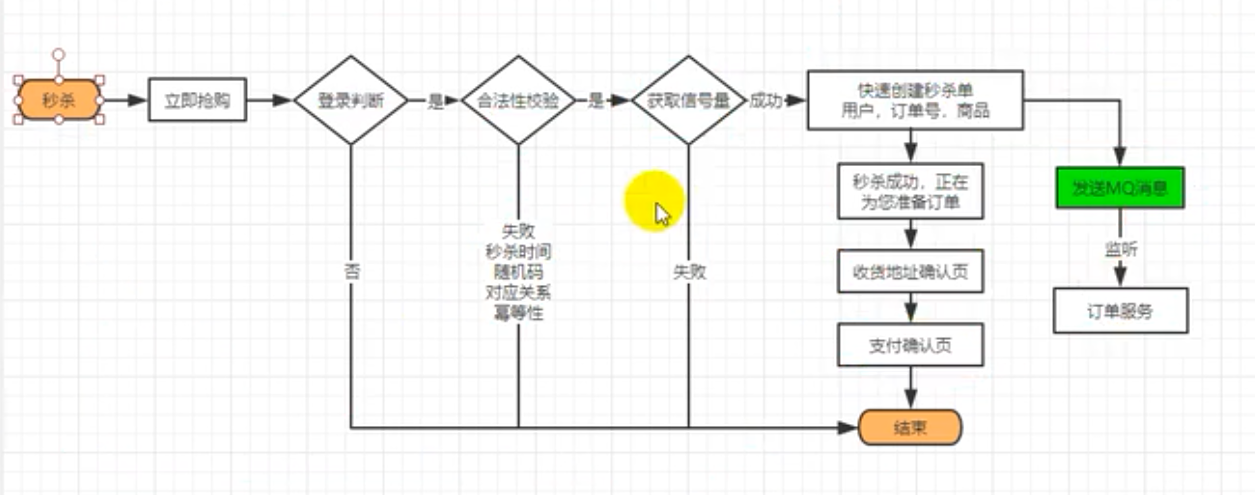 秒杀
立即抢购
登录判断
是
合法性校验
是
获取信号量
成功
快速创建秒杀单
用户，订单号，商品
秒杀成功，正在
为您准备订单
发送MQ消息
失败
秒杀时间
随机码
对应关系
幂等性
否
失败
监听
收货地址确认页
订单服务
支付确认页
结束